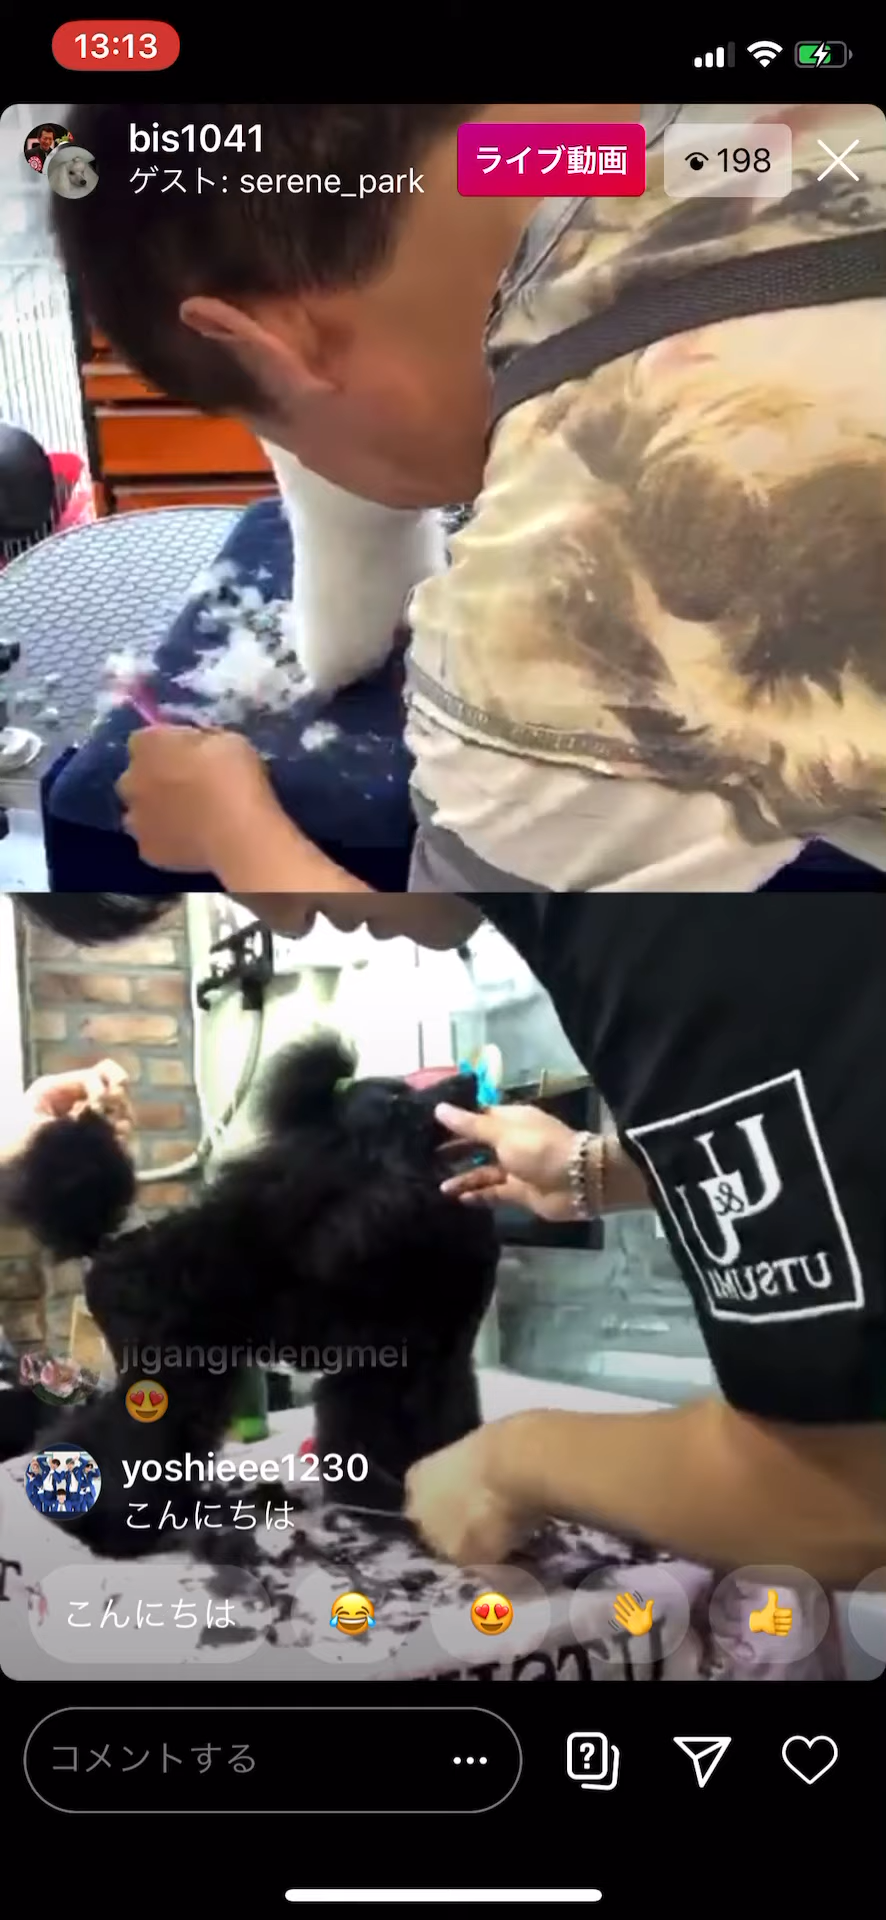 13:13
bis1041
ゲスト: serene_park
ライブ動画
198
U&U
UTSUMI
jigangridengmei
😍
yoshieee1230
こんにちは
こんにちは 😂 😍 👋 👍
コメントする